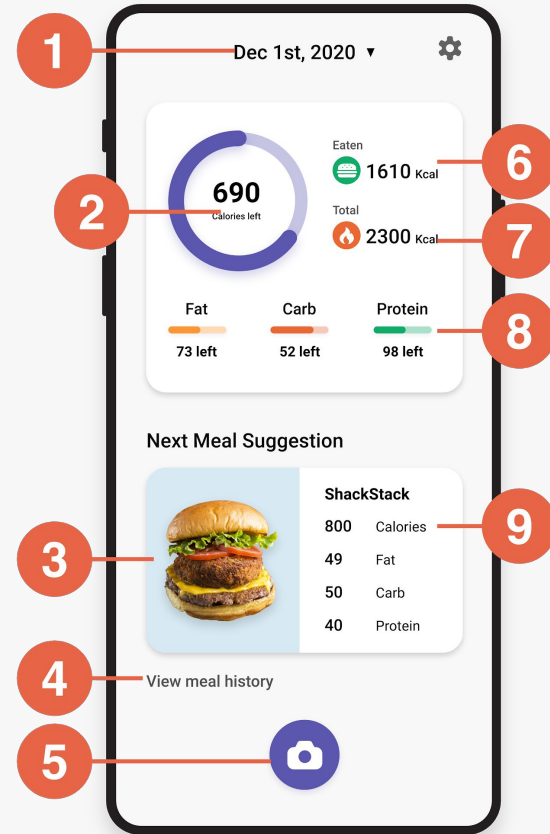 1
Dec 1st, 2020 ▼
690
Calories left
2
Eaten
1610 Kcal
6
Total
2300 Kcal
7
Fat Carb Protein
73 left 52 left 98 left
8
Next Meal Suggestion
3
ShackStack
800 Calories
49 Fat
50 Carb
40 Protein
9
4
View meal history
5